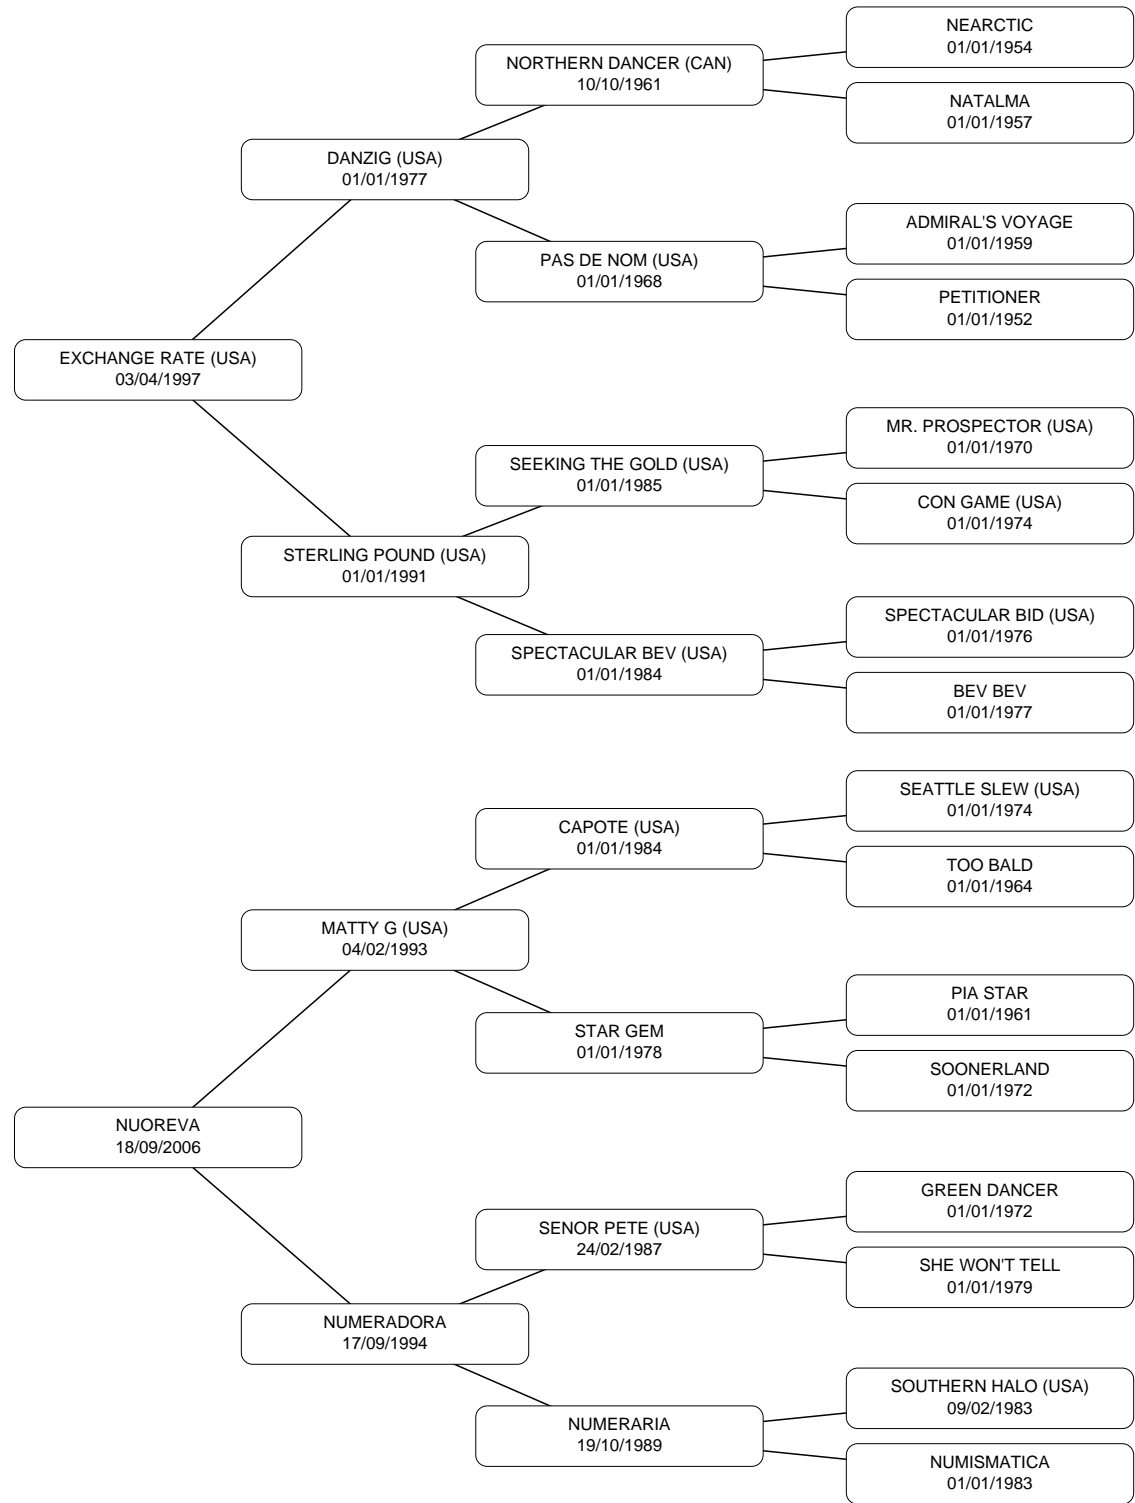 NEARCTIC
01/01/1954
NORTHERN DANCER (CAN)
10/10/1961
NATALMA
01/01/1957
DANZIG (USA)
01/01/1977
ADMIRAL'S VOYAGE
01/01/1959
PAS DE NOM (USA)
01/01/1968
PETITIONER
01/01/1952
EXCHANGE RATE (USA)
03/04/1997
MR. PROSPECTOR (USA)
01/01/1970
SEEKING THE GOLD (USA)
01/01/1985
CON GAME (USA)
01/01/1974
STERLING POUND (USA)
01/01/1991
SPECTACULAR BID (USA)
01/01/1976
SPECTACULAR BEV (USA)
01/01/1984
BEV BEV
01/01/1977
SEATTLE SLEW (USA)
01/01/1974
CAPOTE (USA)
01/01/1984
TOO BALD
01/01/1964
MATTY G (USA)
04/02/1993
PIA STAR
01/01/1961
STAR GEM
01/01/1978
SOONERLAND
01/01/1972
NUOREVA
18/09/2006
GREEN DANCER
01/01/1972
SENOR PETE (USA)
24/02/1987
SHE WON'T TELL
01/01/1979
NUMERADORA
17/09/1994
SOUTHERN HALO (USA)
09/02/1983
NUMERARIA
19/10/1989
NUMISMATICA
01/01/1983